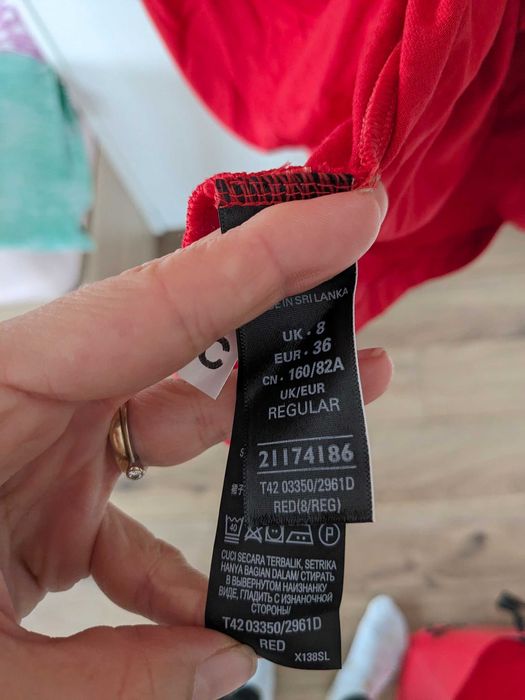 E IN SRI LANKA
UK · 8
EUR · 36
CN · 160/82A
UK/EUR
REGULAR
21174186
T42 03350/2961D
RED(8/REG)
C
40
P
CUCI SECARA TERBALIK, SETRIKA
HANYA BAGIAN DALAM/ СТИРАТЬ
В ВЫВЕРНУТОМ НАИЗНАНКУ
ВИДЕ, ГЛАДИТЬ С ИЗНАНОЧНОЙ
СТОРОНЫ/
T42 03350/2961D
RED
X138SL